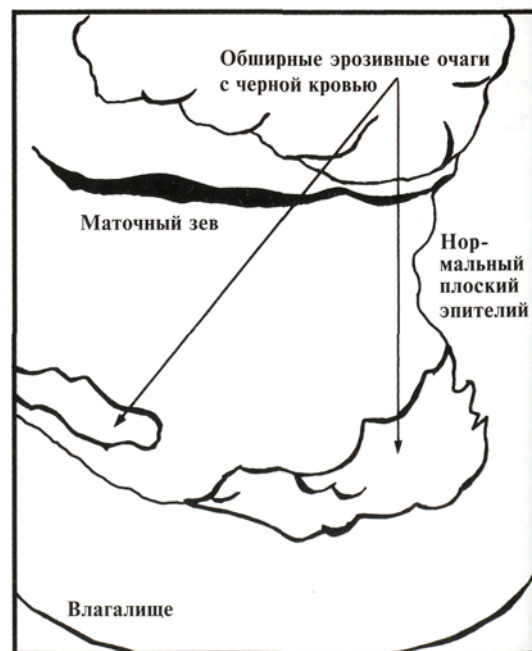 Обширные эрозивные очаги
с черной кровью
Маточный зев
Нор-
мальный
плоский
эпителий
Влагалище